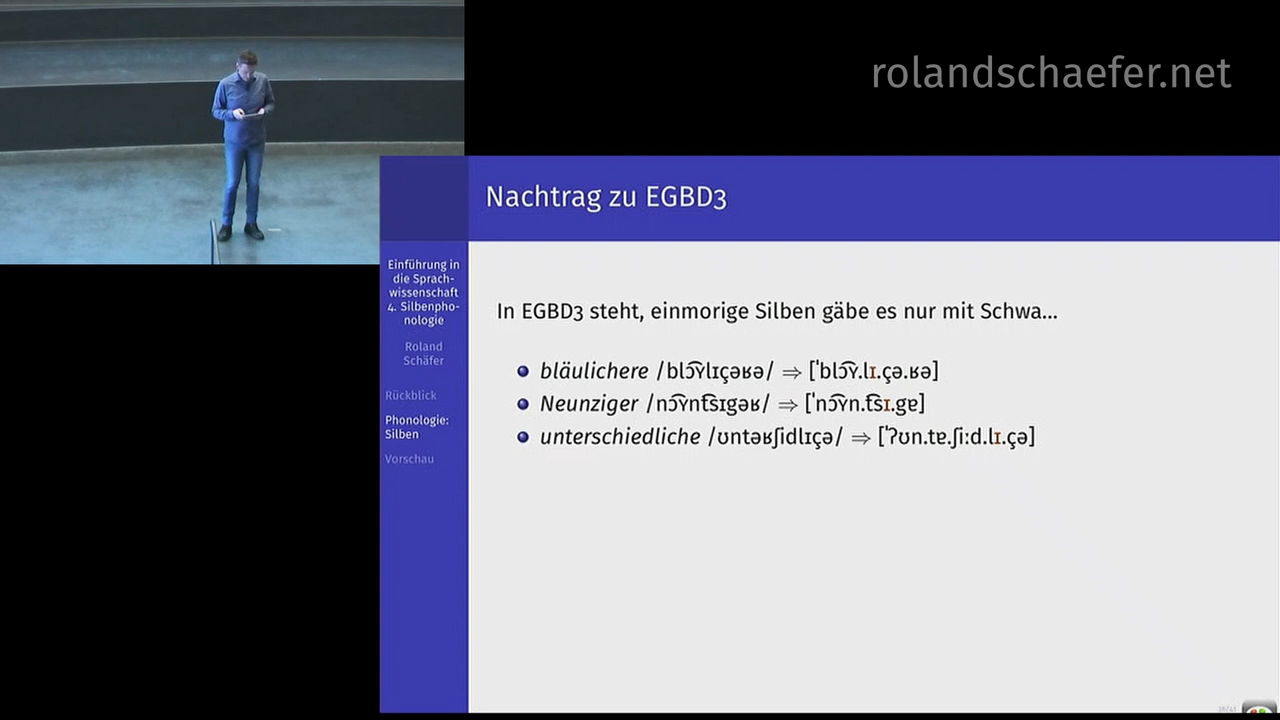 rolandschaefer.net
Nachtrag zu EGBD3
Einführung in
die Sprach-
wissenschaft
4. Silbenpho-
nologie
Roland
Schäfer
Rückblick
Phonologie:
Silben
Vorschau
In EGBD3 steht, einmorige Silben gäbe es nur mit Schwa…
bläulichere /blɔ͡ʏlɪçəʁə/ ⇒ [ˈblɔ͡ʏ.lɪ.çə.ʁə]
Neunziger /nɔ͡ʏnt͡sɪgəʁ/ ⇒ [ˈnɔ͡ʏn.t͡sɪ.gɐ]
unterschiedliche /ʊntəʁʃidlɪçə/ ⇒ [ˈʔʊn.tɐ.ʃiːd.lɪ.çə]